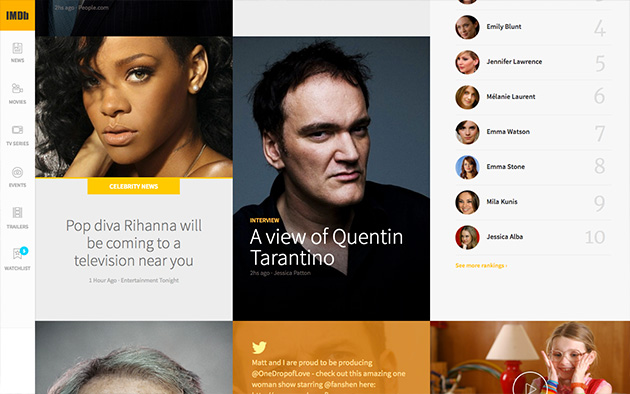 IMDb
NEWS
MOVIES
TV SERIES
EVENTS
TRAILERS
WATCHLIST
2hs ago · People.com
CELEBRITY NEWS
Pop diva Rihanna will
be coming to a
television near you
1 Hour Ago · Entertainment Tonight
INTERVIEW
A view of Quentin
Tarantino
2hs ago · Jessica Patton
Matt and I are proud to be producing
@OneDropofLove - check out this amazing one
woman show starring @fanshen here:
Emily Blunt 4
Jennifer Lawrence 5
Mélanie Laurent 6
Emma Watson 7
Emma Stone 8
Mila Kunis 9
Jessica Alba 10
See more rankings ›